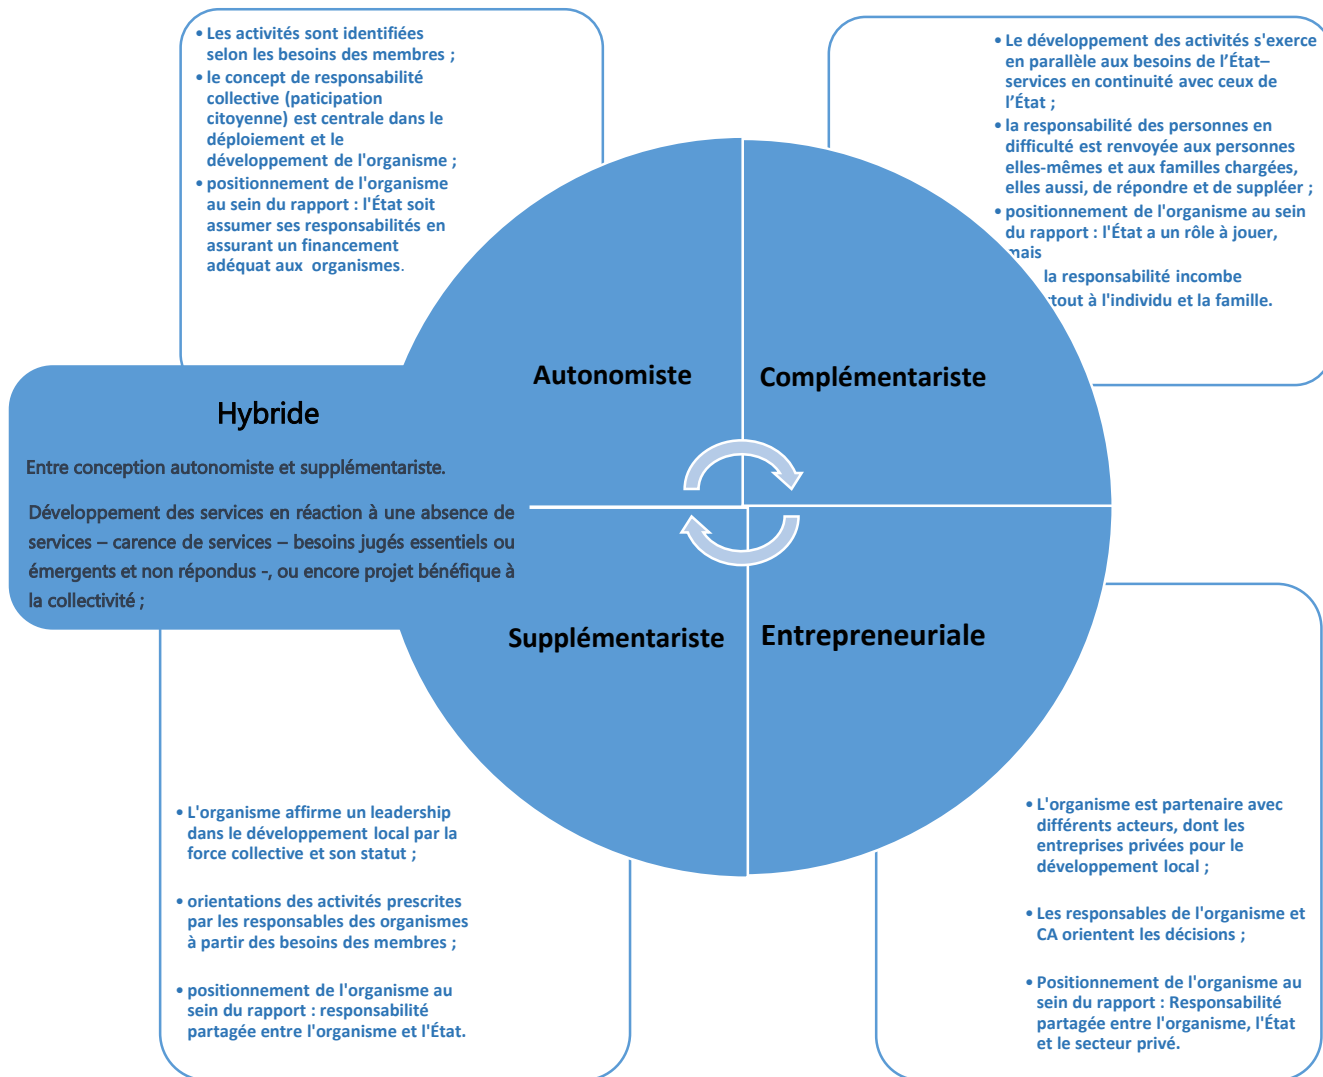 • Les activités sont identifiées
selon les besoins des membres ;
• le concept de responsabilité
collective (paticipation
citoyenne) est centrale dans le
déploiement et le
développement de l'organisme ;
• positionnement de l'organisme
au sein du rapport : l'État soit
assumer ses responsabilités en
assurant un financement
adéquat aux organismes.
• Le développement des activités s'exerce
en parallèle aux besoins de l’État–
services en continuité avec ceux de
l’État ;
• la responsabilité des personnes en
difficulté est renvoyée aux personnes
elles-mêmes et aux familles chargées,
elles aussi, de répondre et de suppléer ;
• positionnement de l'organisme au sein
du rapport : l'État a un rôle à jouer,
mais
la responsabilité incombe
tout à l'individu et la famille.
Autonomiste
Complémentariste
Hybride
Entre conception autonomiste et supplémentariste.
Développement des services en réaction à une absence de
services – carence de services – besoins jugés essentiels ou
émergents et non répondus -, ou encore projet bénéfique à
la collectivité ;
Supplémentariste
Entrepreneuriale
• L'organisme affirme un leadership
dans le développement local par la
force collective et son statut ;
• orientations des activités prescrites
par les responsables des organismes
à partir des besoins des membres ;
• positionnement de l'organisme au
sein du rapport : responsabilité
partagée entre l'organisme et l'État.
• L'organisme est partenaire avec
différents acteurs, dont les
entreprises privées pour le
développement local ;
• Les responsables de l'organisme et
CA orientent les décisions ;
• Positionnement de l'organisme au
sein du rapport : Responsabilité
partagée entre l'organisme, l'État
et le secteur privé.